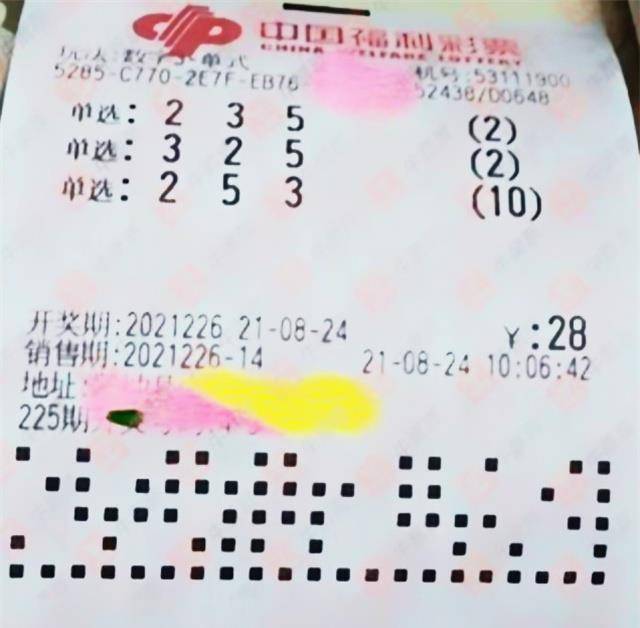 中国福利彩票
CHINA WELFARE LOTTERY
玩法:数字3-单式
5285-C770-2E7F-EB76- 机号:53111900
52438/D0648
单选: 2 3 5 (2)
单选: 3 2 5 (2)
单选: 2 5 3 (10)
开奖期:2021226 21-08-24 ¥:28
销售期:2021226-14 21-08-24 10:06:42
地址:
225期